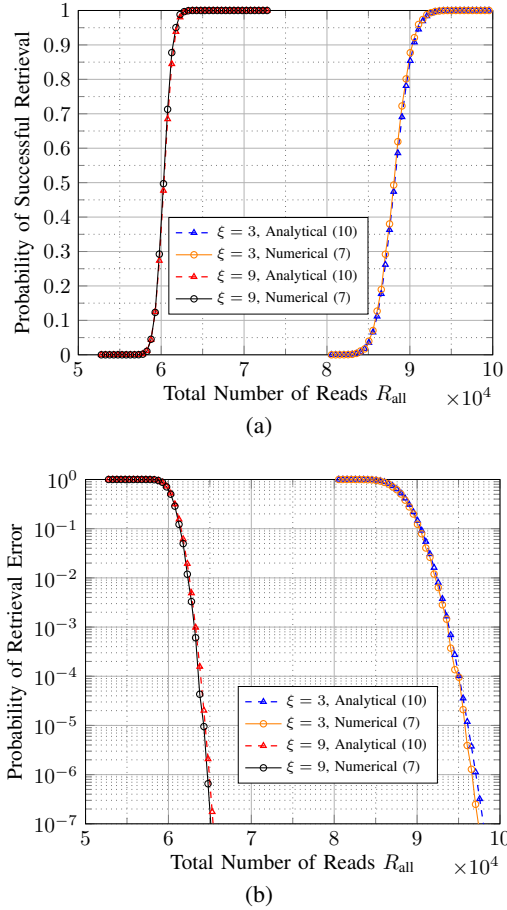 1
0.9
0.8
0.7
0.6
0.5
0.4
0.3
0.2
0.1
0
Probability of Successful Retrieval
ξ = 3, Analytical (10)
ξ = 3, Numerical (7)
ξ = 9, Analytical (10)
ξ = 9, Numerical (7)
5 6 7 8 9 10
Total Number of Reads R_all ×10^4
(a)
10^0
10^−1
10^−2
10^−3
10^−4
10^−5
10^−6
10^−7
Probability of Retrieval Error
ξ = 3, Analytical (10)
ξ = 3, Numerical (7)
ξ = 9, Analytical (10)
ξ = 9, Numerical (7)
5 6 7 8 9 10
Total Number of Reads R_all ×10^4
(b)